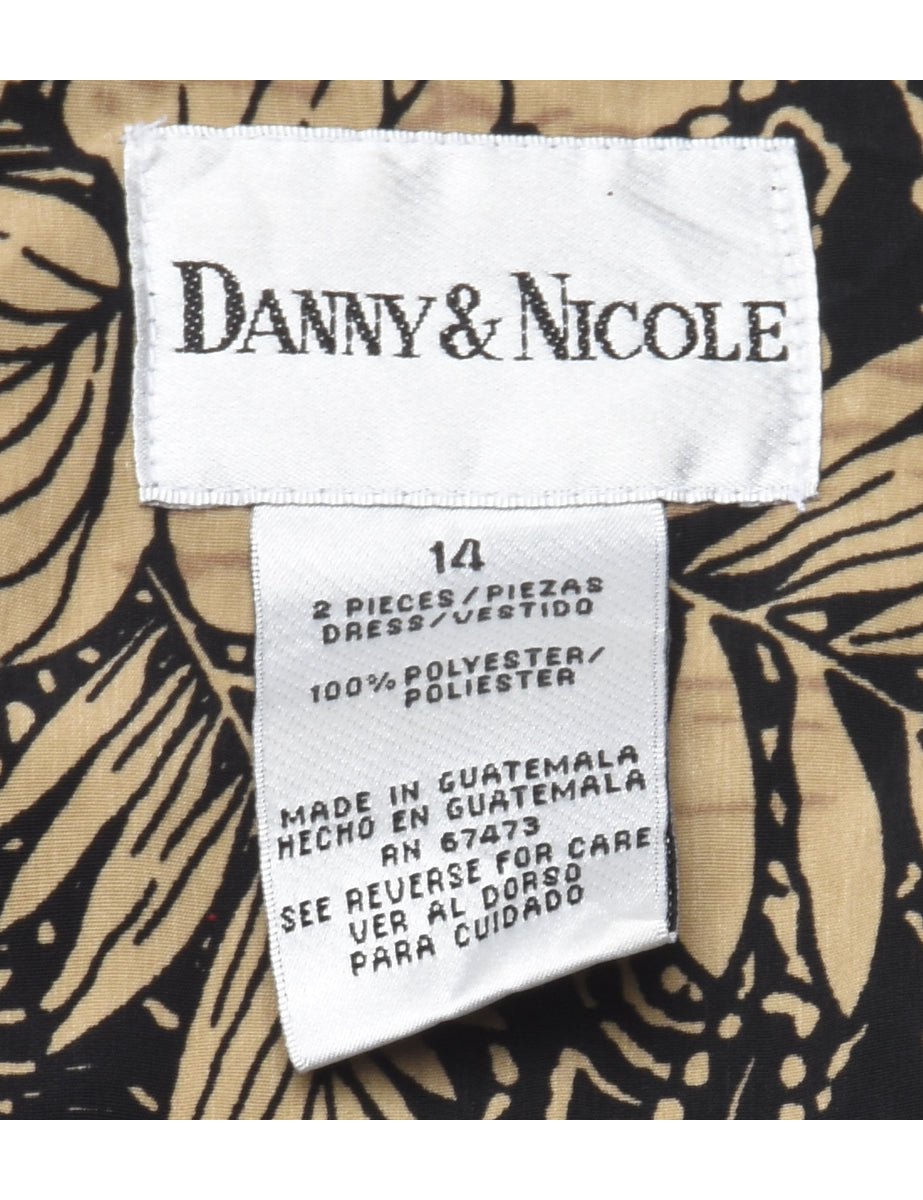 DANNY & NICOLE
14
2 PIECES/PIEZAS
DRESS/VESTIDO
100% POLYESTER/
POLIESTER
MADE IN GUATEMALA
HECHO EN GUATEMALA
RN 67473
SEE REVERSE FOR CARE
VER AL DORSO
PARA CUIDADO